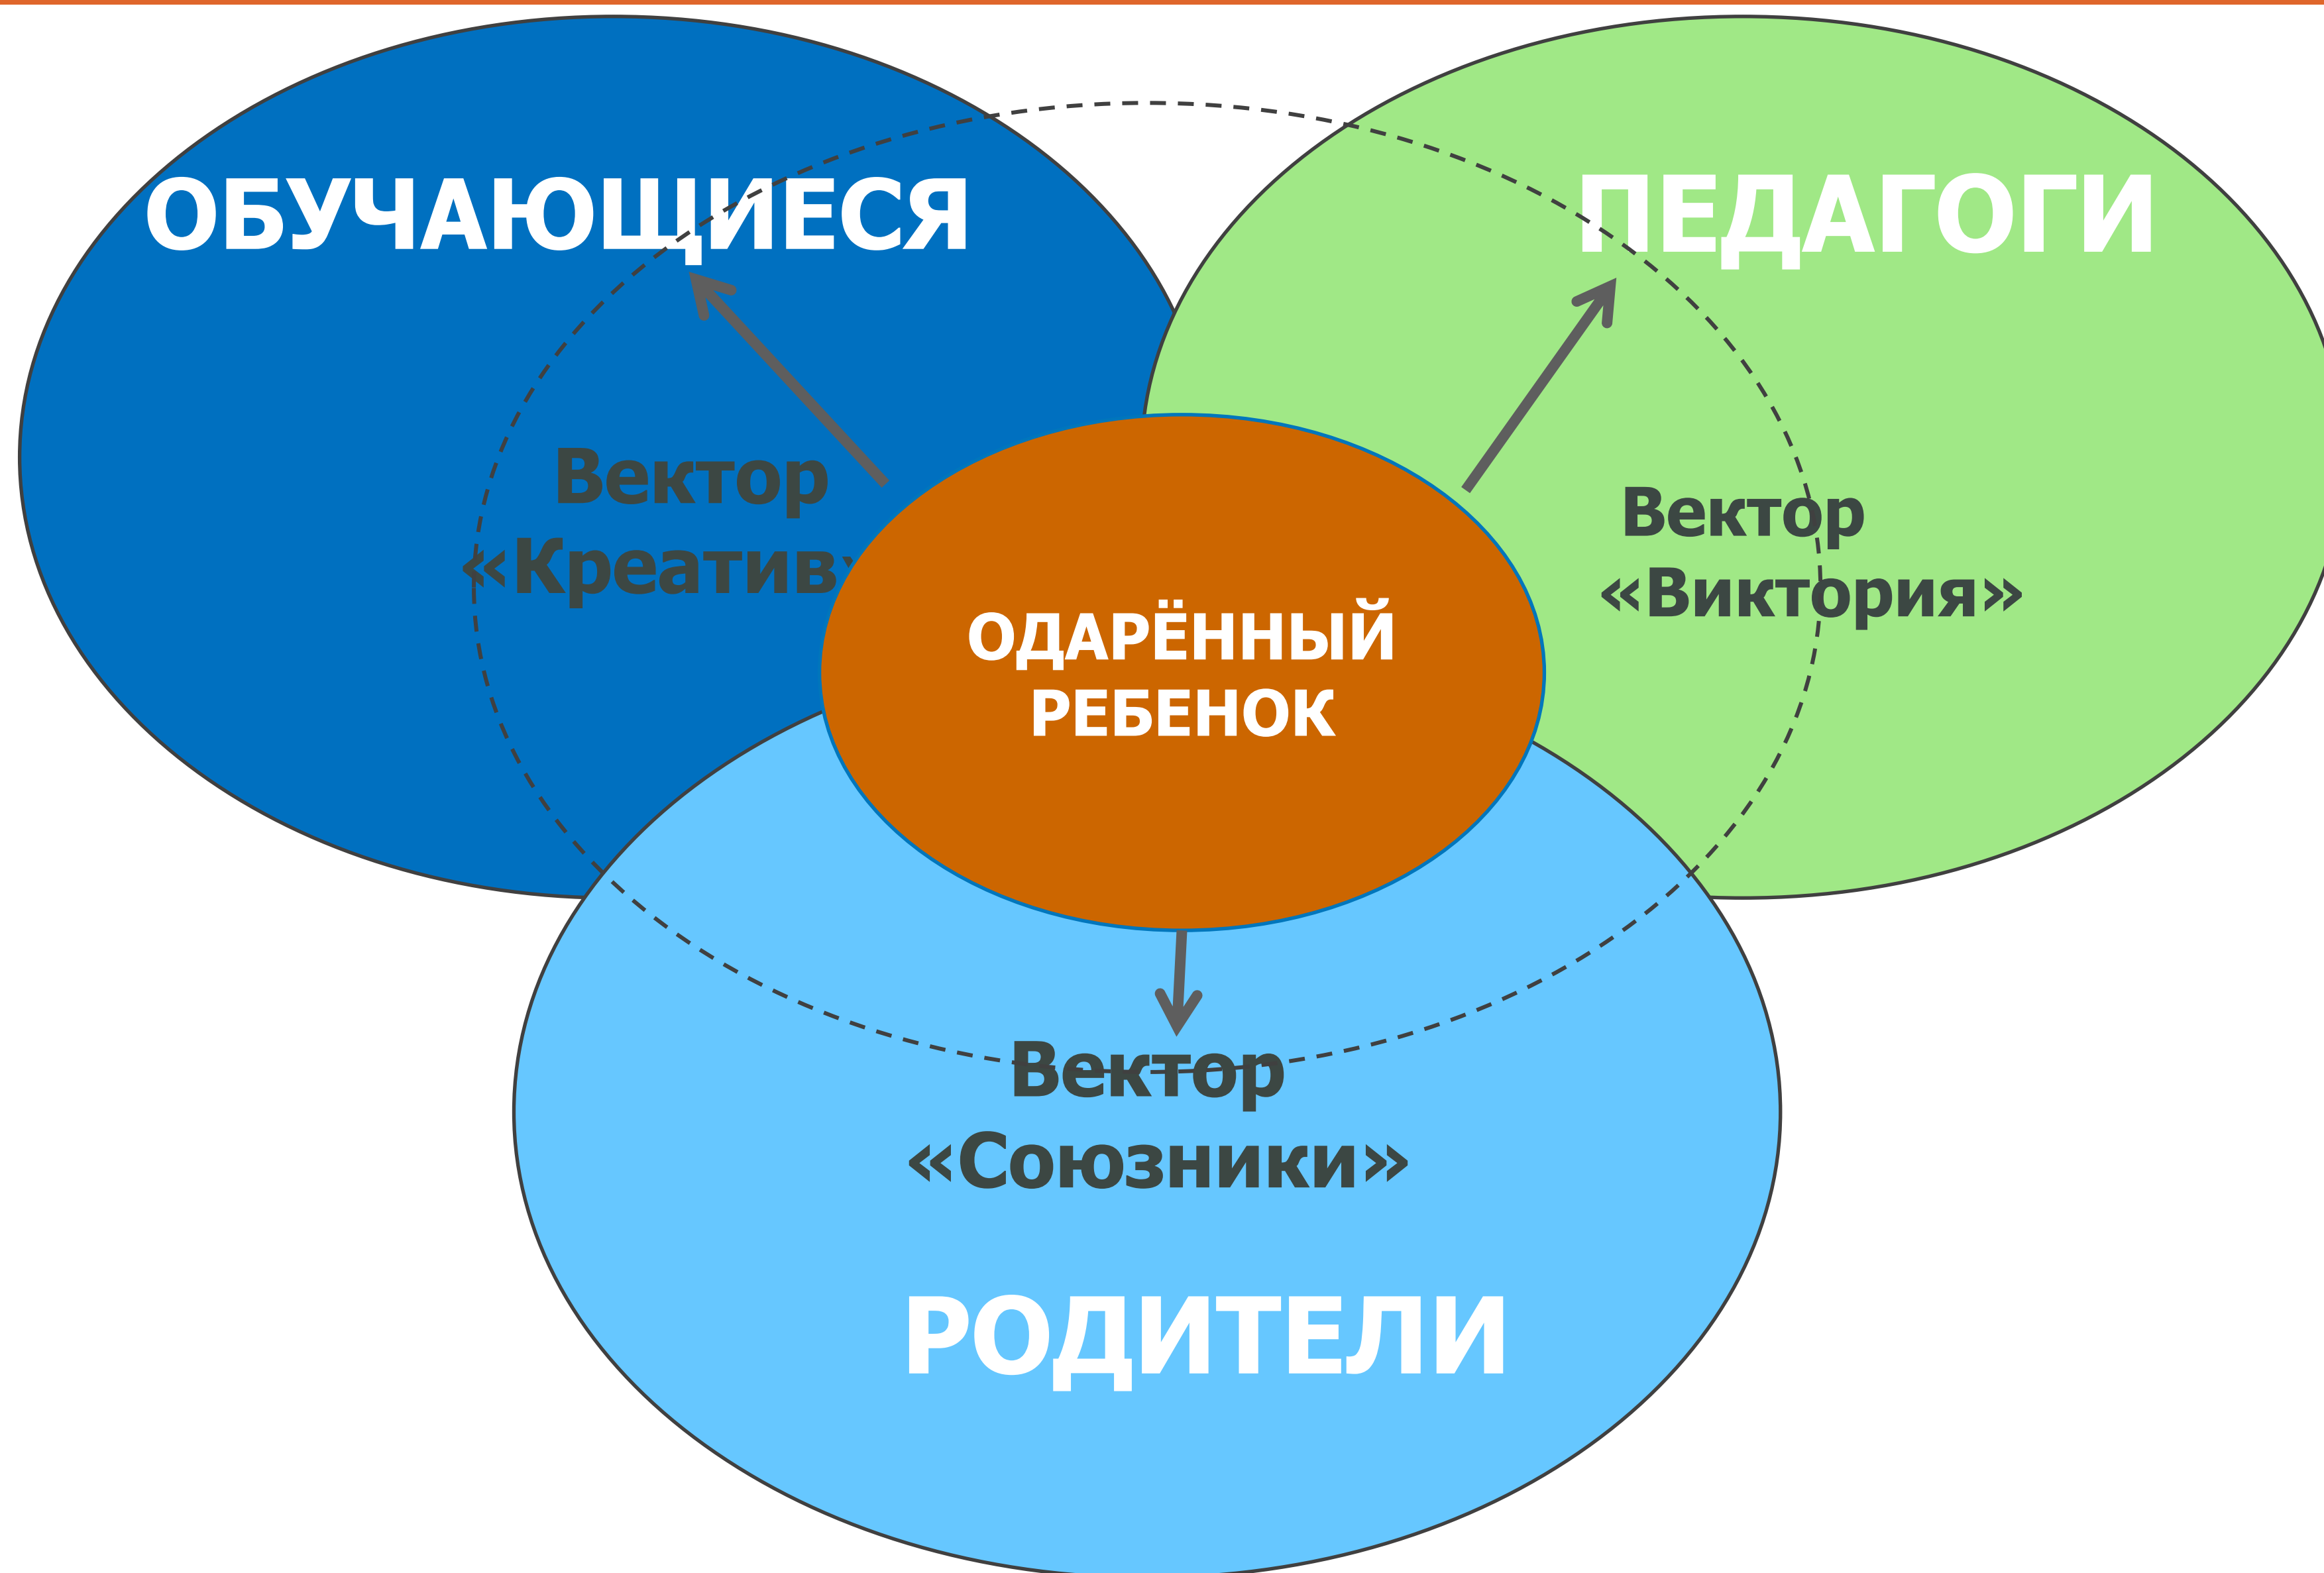 ОБУЧАЮЩИЕСЯ
ПЕДАГОГИ
Вектор
«Креатив»
Вектор
«Виктория»
ОДАРЁННЫЙ
РЕБЕНОК
Вектор
«Союзники»
РОДИТЕЛИ